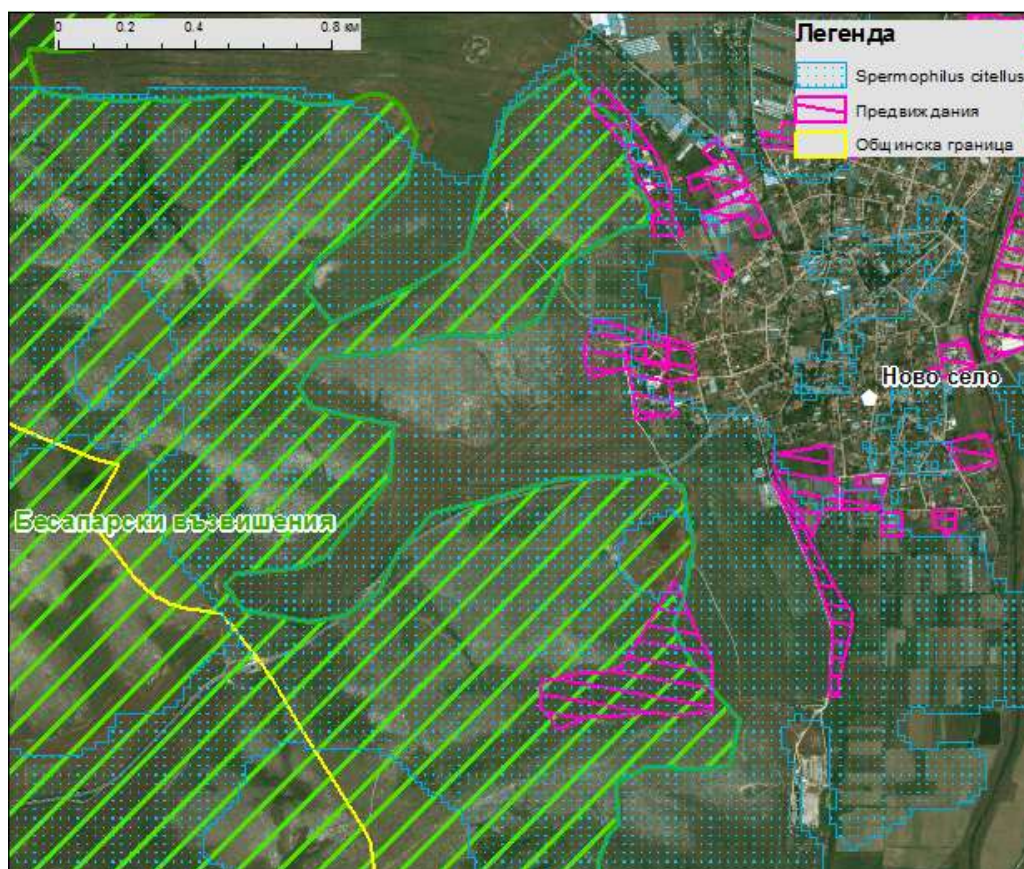 0 0.2 0.4 0.8 км
Легенда
Spermophilus citellus
Предвиждания
Общинска граница
Ново село
Бесапарски възвишения